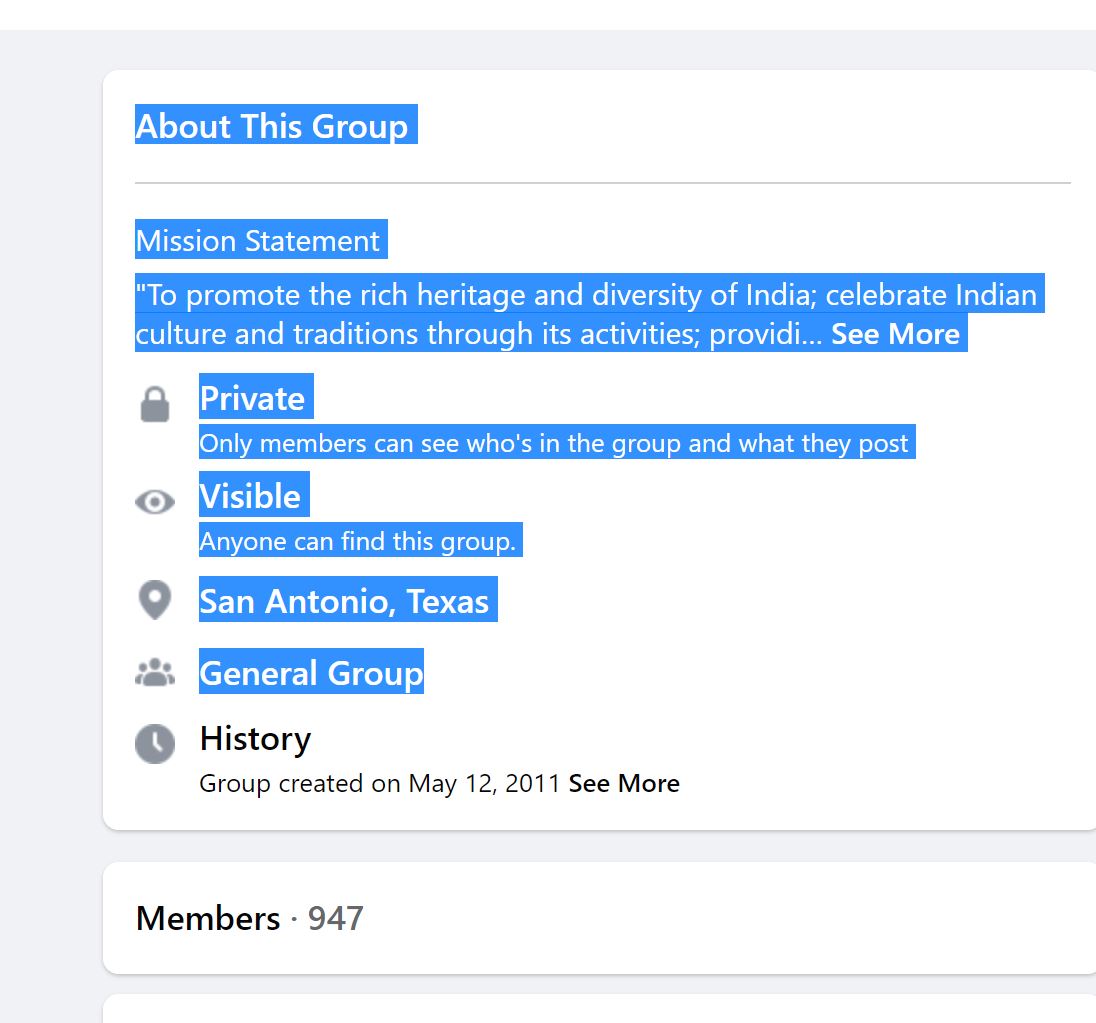 About This Group
Mission Statement
"To promote the rich heritage and diversity of India; celebrate Indian
culture and traditions through its activities; providi... See More
Private
Only members can see who's in the group and what they post
Visible
Anyone can find this group.
San Antonio, Texas
General Group
History
Group created on May 12, 2011 See More
Members · 947